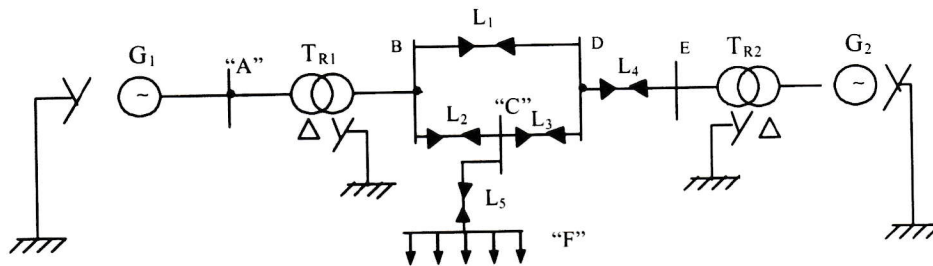 L1
G1
"A"
TR1
B
D
E
TR2
G2
L4
~
~
L2
"C"
L3
Δ
Δ
L5
"F"